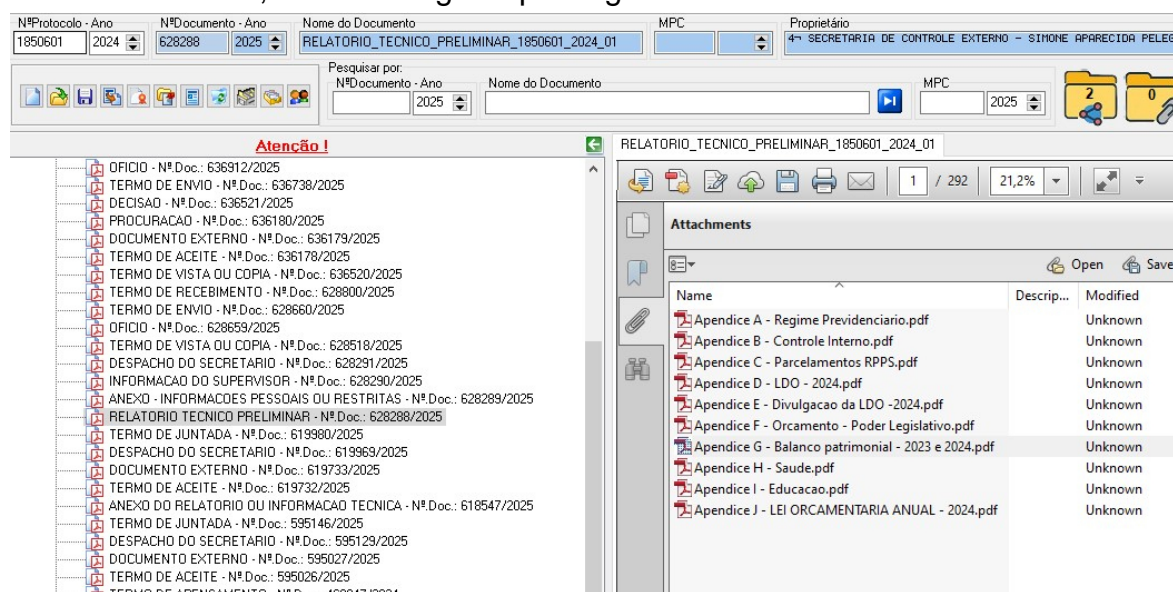 NºProtocolo - Ano NºDocumento - Ano Nome do Documento MPC Proprietário
1850601 2024 628288 2025 RELATORIO_TECNICO_PRELIMINAR_1850601_2024_01 SECRETARIA DE CONTROLE EXTERNO - SIMONE APARECIDA
Pesquisar por:
NºDocumento - Ano Nome do Documento MPC
2025 2025 2 0
Atenção !
RELATORIO_TECNICO_PRELIMINAR_1850601_2024_01
OFICIO - Nº.Doc.: 636912/2025
TERMO DE ENVIO - Nº.Doc.: 636738/2025
DECISAO - Nº.Doc.: 636521/2025
PROCURACAO - Nº.Doc.: 636180/2025
DOCUMENTO EXTERNO - Nº.Doc.: 636179/2025
TERMO DE ACEITE - Nº.Doc.: 636178/2025
TERMO DE VISTA OU COPIA - Nº.Doc.: 636520/2025
TERMO DE RECEBIMENTO - Nº.Doc.: 628800/2025
TERMO DE ENVIO - Nº.Doc.: 628660/2025
OFICIO - Nº.Doc.: 628659/2025
TERMO DE VISTA OU COPIA - Nº.Doc.: 628518/2025
DESPACHO DO SECRETARIO - Nº.Doc.: 628291/2025
INFORMACAO DO SUPERVISOR - Nº.Doc.: 628290/2025
ANEXO - INFORMACOES PESSOAIS OU RESTRITAS - Nº.Doc.: 628289/2025
RELATORIO TECNICO PRELIMINAR - Nº.Doc.: 628288/2025
TERMO DE JUNTADA - Nº.Doc.: 619980/2025
DESPACHO DO SECRETARIO - Nº.Doc.: 619969/2025
DOCUMENTO EXTERNO - Nº.Doc.: 619733/2025
TERMO DE ACEITE - Nº.Doc.: 619732/2025
ANEXO DO RELATORIO OU INFORMACAO TECNICA - Nº.Doc.: 618547/2025
TERMO DE JUNTADA - Nº.Doc.: 595146/2025
DESPACHO DO SECRETARIO - Nº.Doc.: 595129/2025
DOCUMENTO EXTERNO - Nº.Doc.: 595027/2025
TERMO DE ACEITE - Nº.Doc.: 595026/2025
1 / 292 21,2%
Attachments
Open Save
Name Descrip... Modified
Apendice A - Regime Previdenciario.pdf Unknown
Apendice B - Controle Interno.pdf Unknown
Apendice C - Parcelamentos RPPS.pdf Unknown
Apendice D - LDO - 2024.pdf Unknown
Apendice E - Divulgacao da LDO -2024.pdf Unknown
Apendice F - Orcamento - Poder Legislativo.pdf Unknown
Apendice G - Balanco patrimonial - 2023 e 2024.pdf Unknown
Apendice H - Saude.pdf Unknown
Apendice I - Educacao.pdf Unknown
Apendice J - LEI ORCAMENTARIA ANUAL - 2024.pdf Unknown